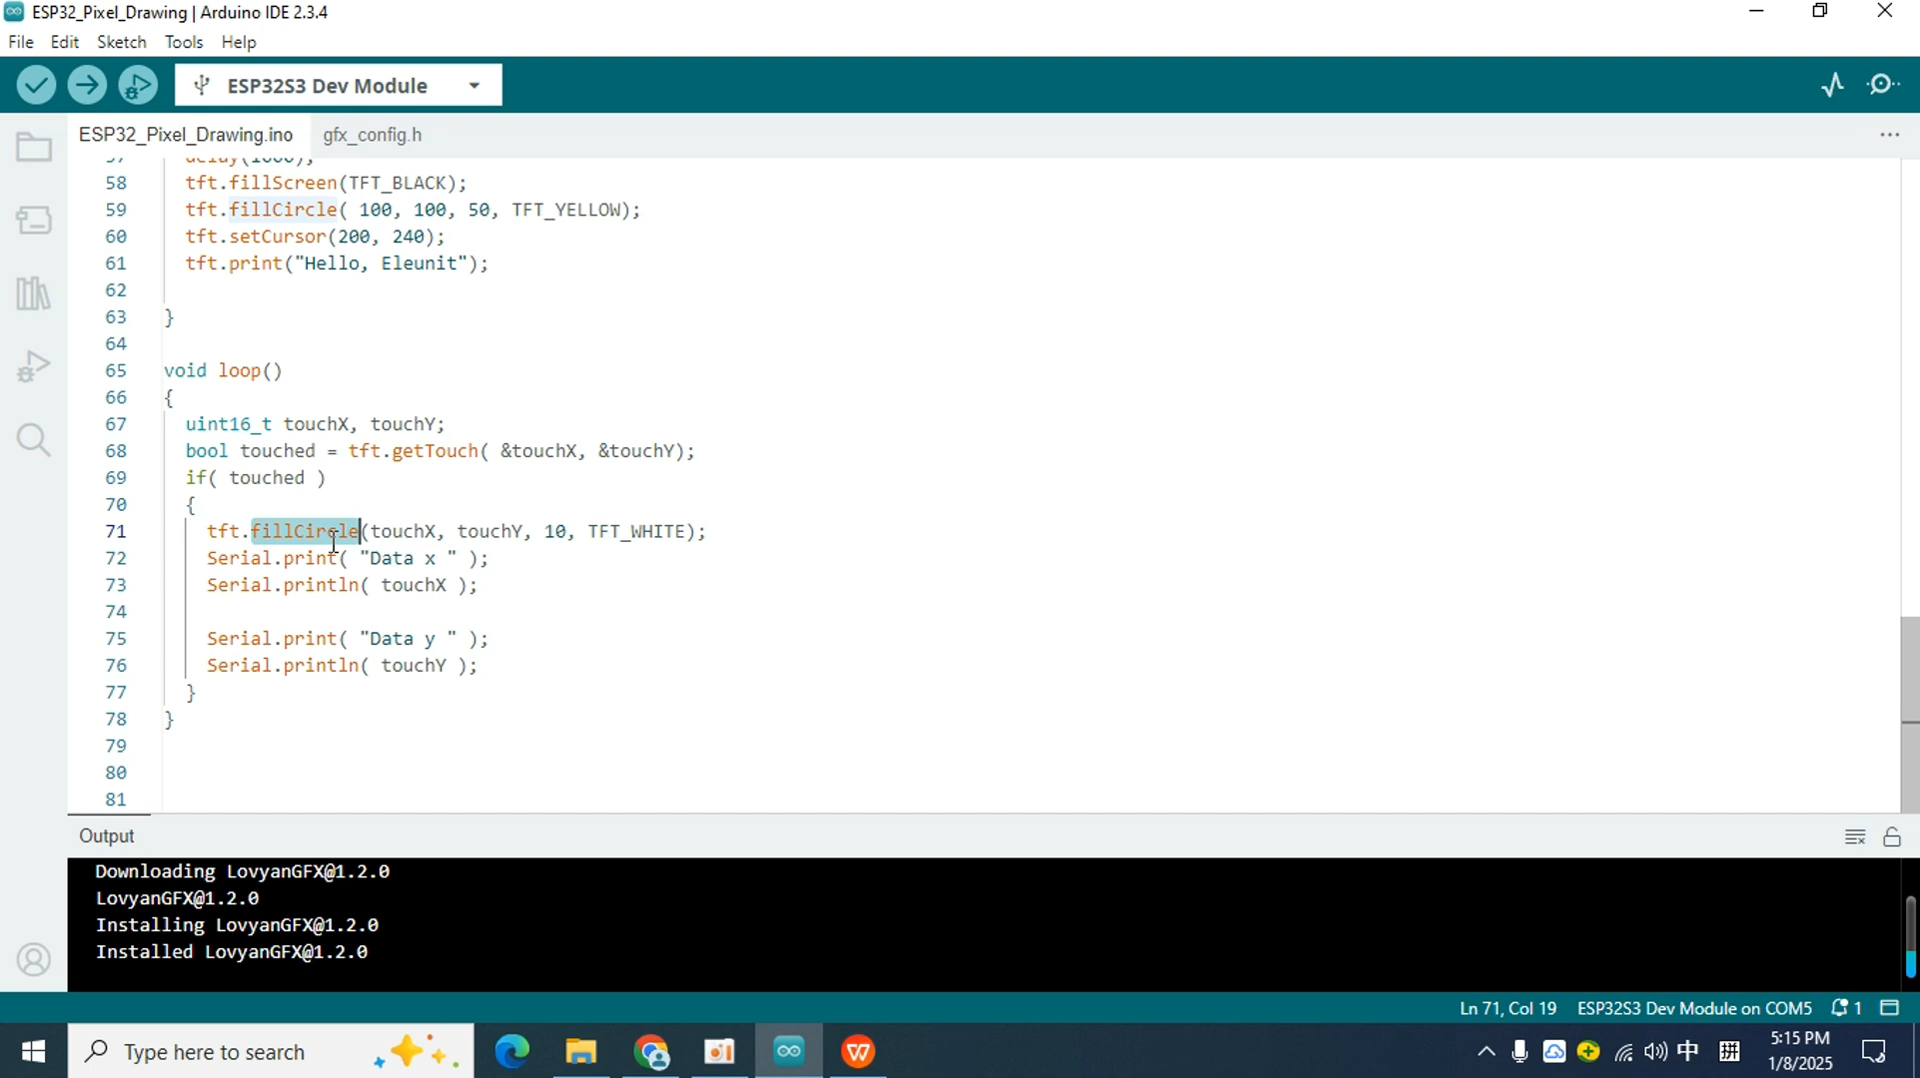 ESP32_Pixel_Drawing | Arduino IDE 2.3.4
File Edit Sketch Tools Help
ESP32S3 Dev Module
ESP32_Pixel_Drawing.ino gfx_config.h
57 delay(1000);
58 tft.fillScreen(TFT_BLACK);
59 tft.fillCircle( 100, 100, 50, TFT_YELLOW);
60 tft.setCursor(200, 240);
61 tft.print("Hello, Eleunit");
62
63 }
64
65 void loop()
66 {
67 uint16_t touchX, touchY;
68 bool touched = tft.getTouch( &touchX, &touchY);
69 if( touched )
70 {
71 tft.fillCircle(touchX, touchY, 10, TFT_WHITE);
72 Serial.print( "Data x " );
73 Serial.println( touchX );
74
75 Serial.print( "Data y " );
76 Serial.println( touchY );
77 }
78 }
79
80
81
Output
Downloading LovyanGFX@1.2.0
LovyanGFX@1.2.0
Installing LovyanGFX@1.2.0
Installed LovyanGFX@1.2.0
Ln 71, Col 19 ESP32S3 Dev Module on COM5 1
Type here to search
中 拼
5:15 PM
1/8/2025